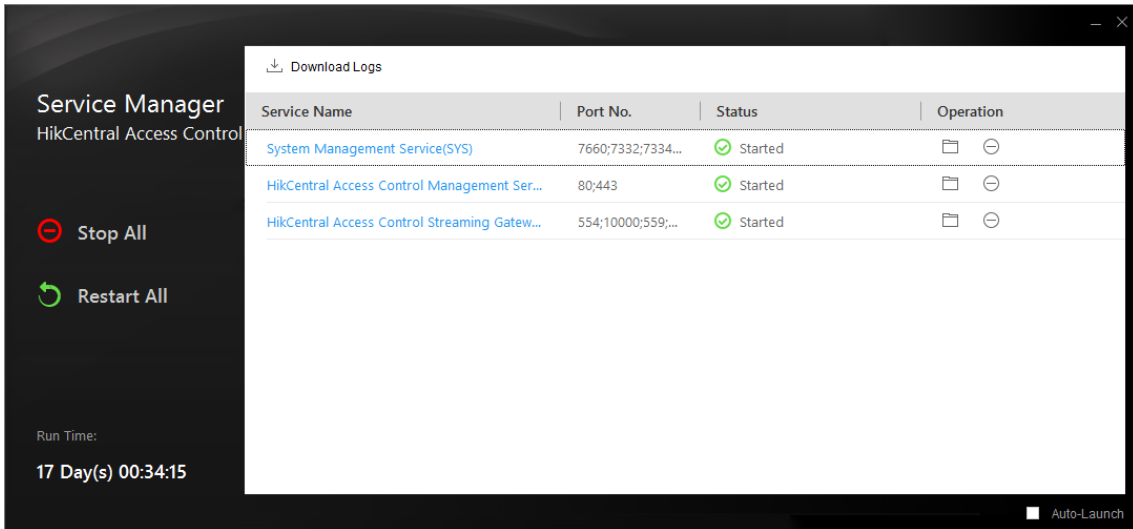 Download Logs
Service Manager
HikCentral Access Control
Service Name Port No. Status Operation
System Management Service(SYS) 7660;7332;7334... Started
HikCentral Access Control Management Ser... 80;443 Started
HikCentral Access Control Streaming Gatew... 554;10000;559;... Started
Stop All
Restart All
Run Time:
17 Day(s) 00:34:15
Auto-Launch